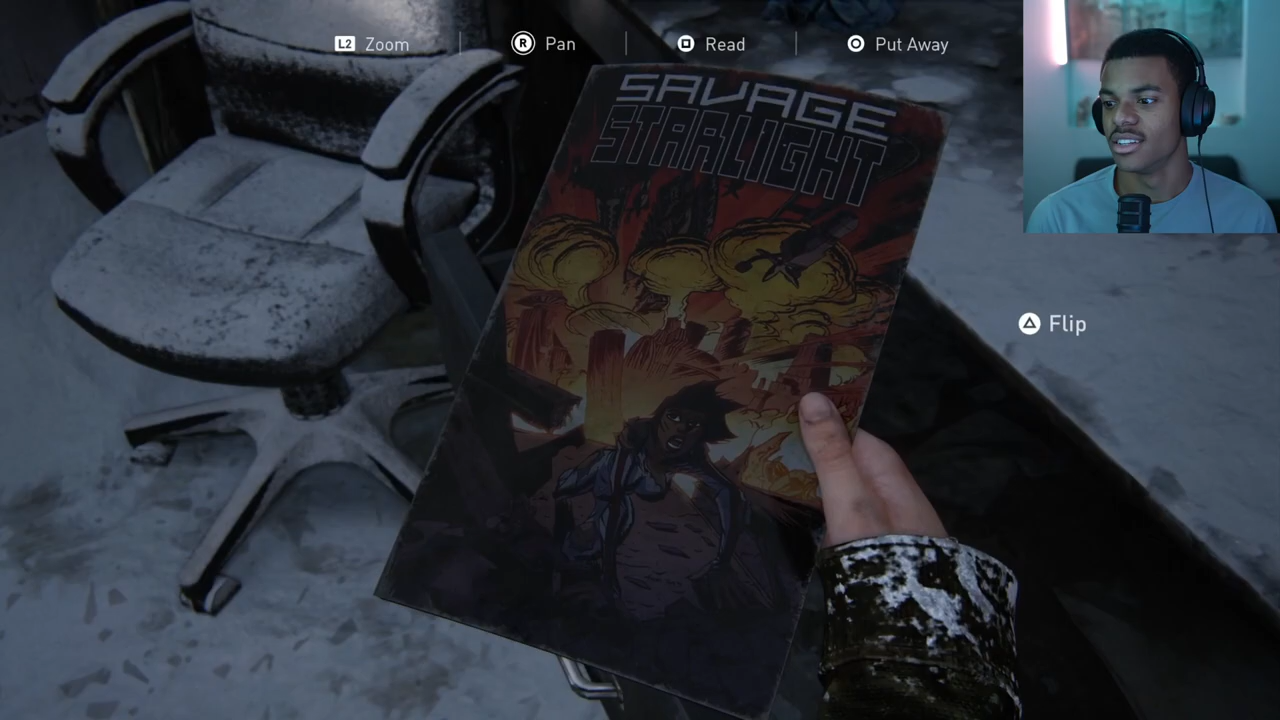 L2 Zoom
R Pan
Read
Put Away
SAVAGE
STARLIGHT
Flip